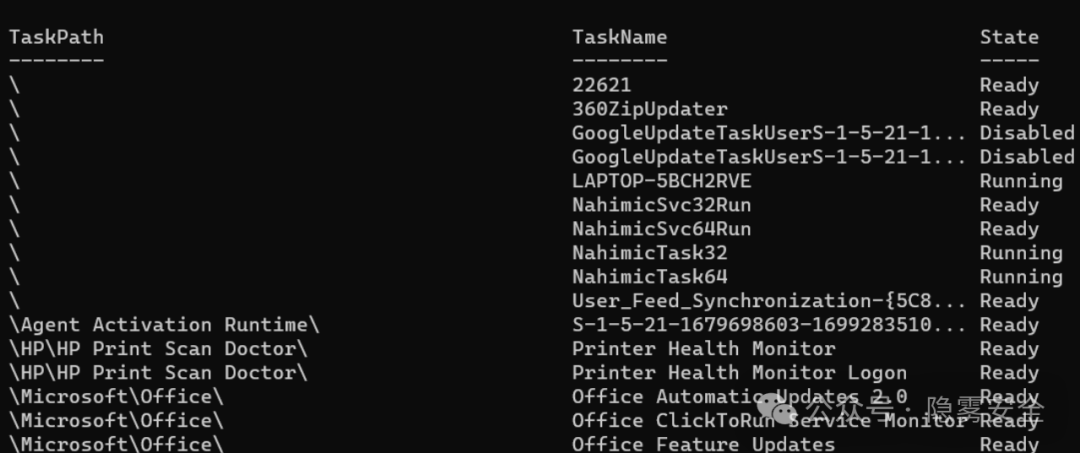 TaskPath TaskName State
-------- -------- -----
\ 22621 Ready
\ 360ZipUpdater Ready
\ GoogleUpdateTaskUserS-1-5-21-1... Disabled
\ GoogleUpdateTaskUserS-1-5-21-1... Disabled
\ LAPTOP-5BCH2RVE Running
\ NahimicSvc32Run Ready
\ NahimicSvc64Run Ready
\ NahimicTask32 Running
\ NahimicTask64 Running
\ User_Feed_Synchronization-{5C8... Ready
\Agent Activation Runtime\ S-1-5-21-1679698603-1699283510... Ready
\HP\HP Print Scan Doctor\ Printer Health Monitor Ready
\HP\HP Print Scan Doctor\ Printer Health Monitor Logon Ready
\Microsoft\Office\ Office Automatic Updates 2.0 Ready
公众号 · 隐雾安全
\Microsoft\Office\ Office ClickToRun Service Monitor Ready
\Microsoft\Office\ Office Feature Updates Ready